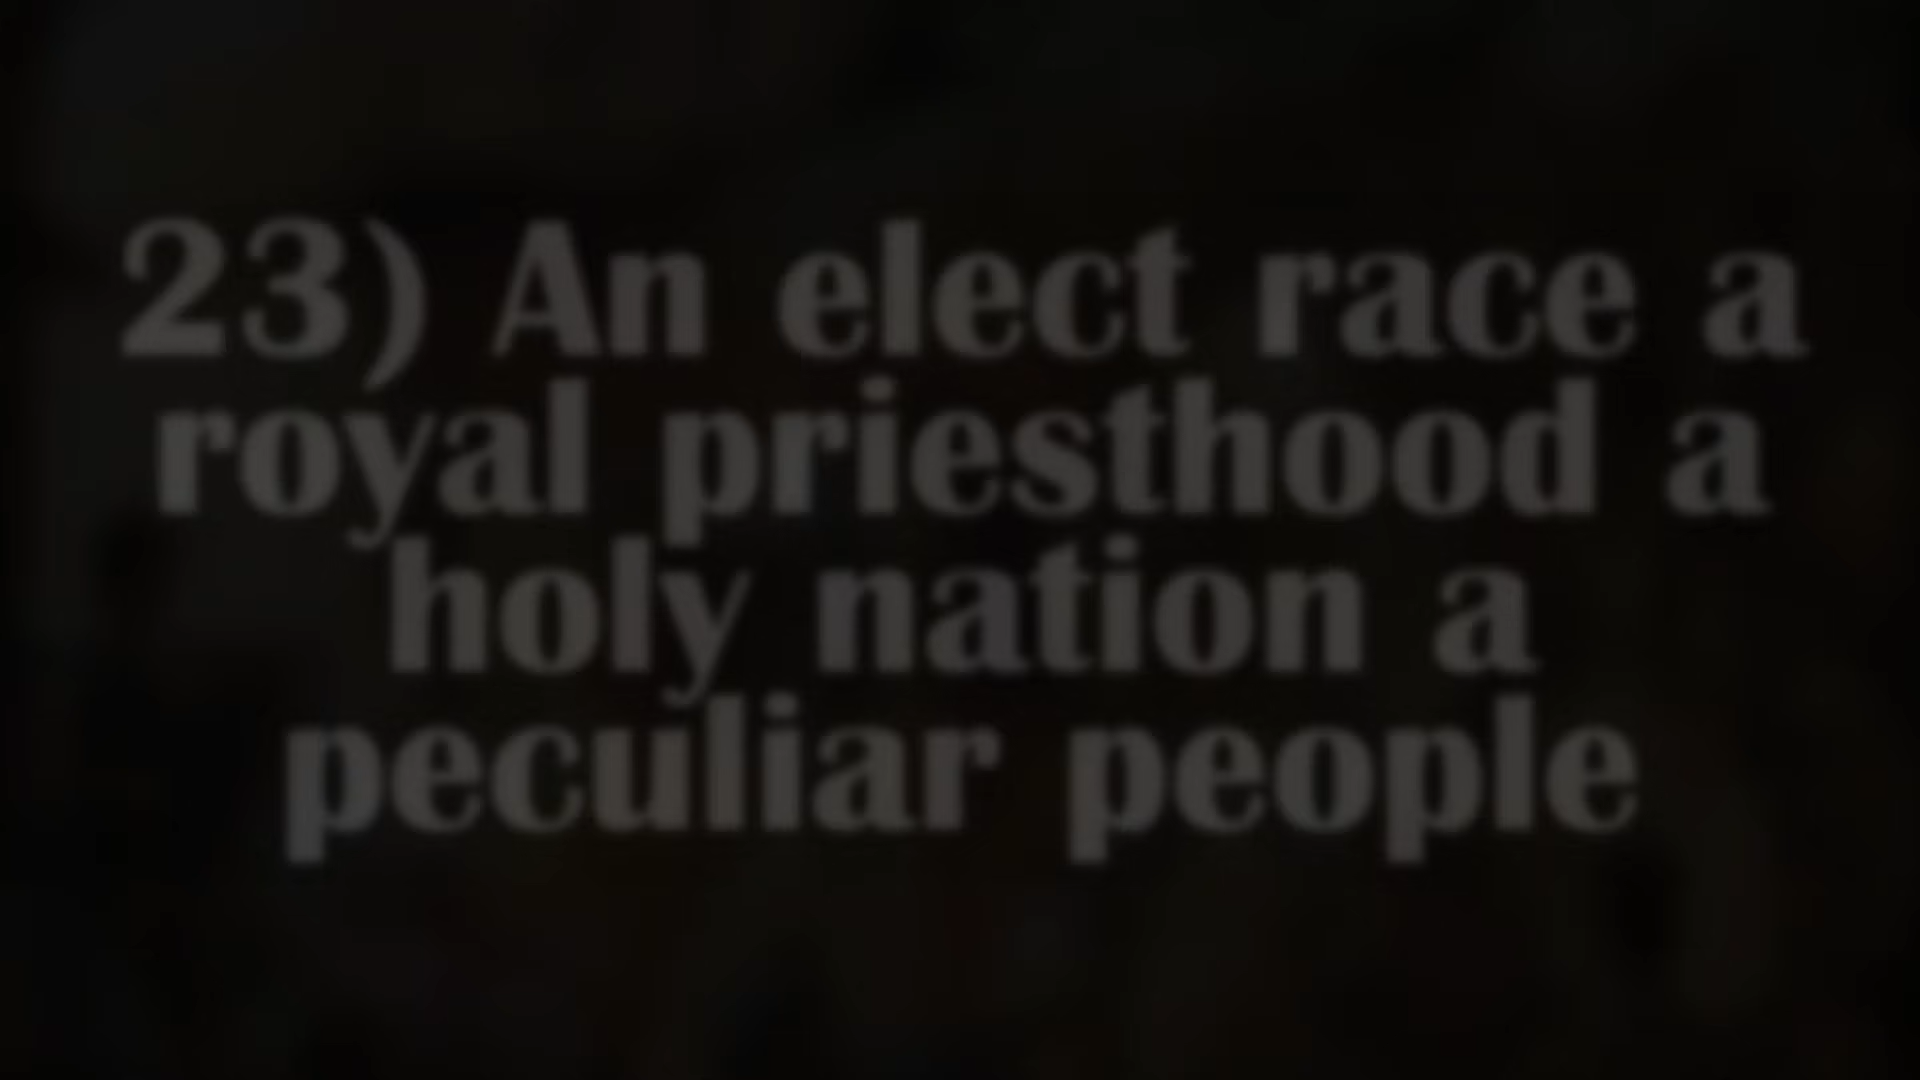 23) An elect race a
royal priesthood a
holy nation a
peculiar people